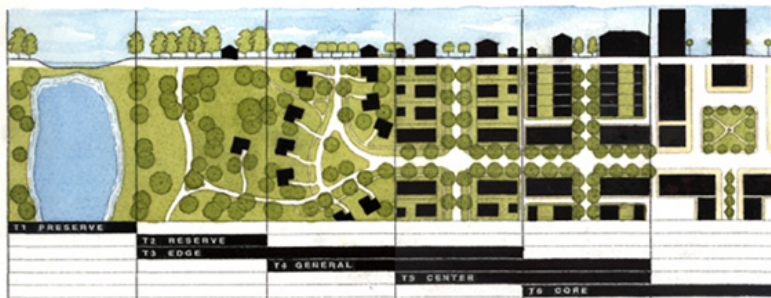 T1 PRESERVE
T2 RESERVE
T3 EDGE
T4 GENERAL
T5 CENTER
T6 CORE